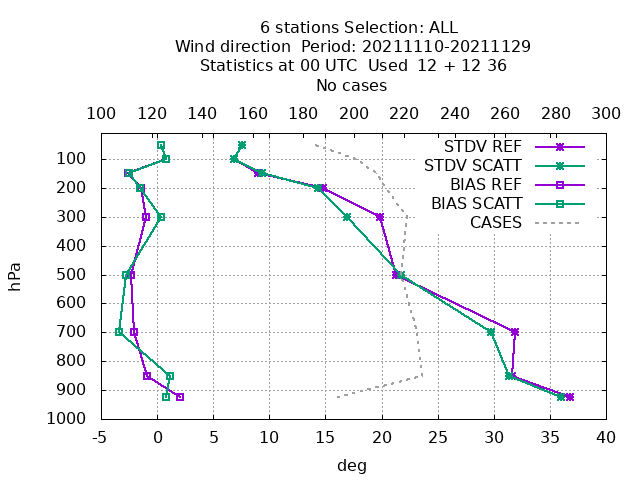 6 stations Selection: ALL
Wind direction  Period: 20211110-20211129
Statistics at 00 UTC  Used  12 + 12 36
No cases
100 120 140 160 180 200 220 240 260 280 300
STDV REF
STDV SCATT
BIAS REF
BIAS SCATT
CASES
100
200
300
400
500
600
700
800
900
1000
hPa
-5 0 5 10 15 20 25 30 35 40
deg